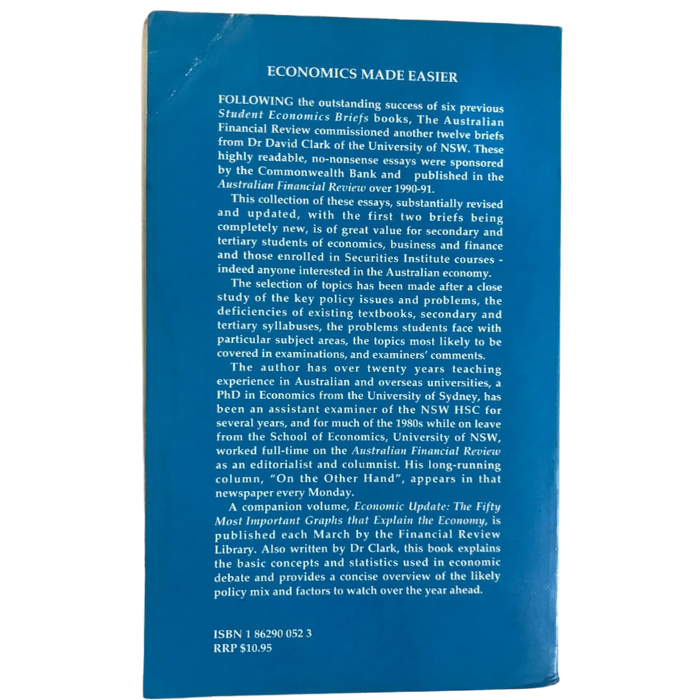 ECONOMICS MADE EASIER
FOLLOWING the outstanding success of six previous
Student Economics Briefs books, The Australian
Financial Review commissioned another twelve briefs
from Dr David Clark of the University of NSW. These
highly readable, no-nonsense essays were sponsored
by the Commonwealth Bank and published in the
Australian Financial Review over 1990-91.
This collection of these essays, substantially revised
and updated, with the first two briefs being
completely new, is of great value for secondary and
tertiary students of economics, business and finance
and those enrolled in Securities Institute courses -
indeed anyone interested in the Australian economy.
The selection of topics has been made after a close
study of the key policy issues and problems, the
deficiencies of existing textbooks, secondary and
tertiary syllabuses, the problems students face with
particular subject areas, the topics most likely to be
covered in examinations, and examiners' comments.
The author has over twenty years teaching
experience in Australian and overseas universities, a
PhD in Economics from the University of Sydney, has
been an assistant examiner of the NSW HSC for
several years, and for much of the 1980s while on leave
from the School of Economics, University of NSW,
worked full-time on the Australian Financial Review
as an editorialist and columnist. His long-running
column, "On the Other Hand", appears in that
newspaper every Monday.
A companion volume, Economic Update: The Fifty
Most Important Graphs that Explain the Economy, is
published each March by the Financial Review
Library. Also written by Dr Clark, this book explains
the basic concepts and statistics used in economic
debate and provides a concise overview of the likely
policy mix and factors to watch over the year ahead.
ISBN 1 86290 052 3
RRP $10.95